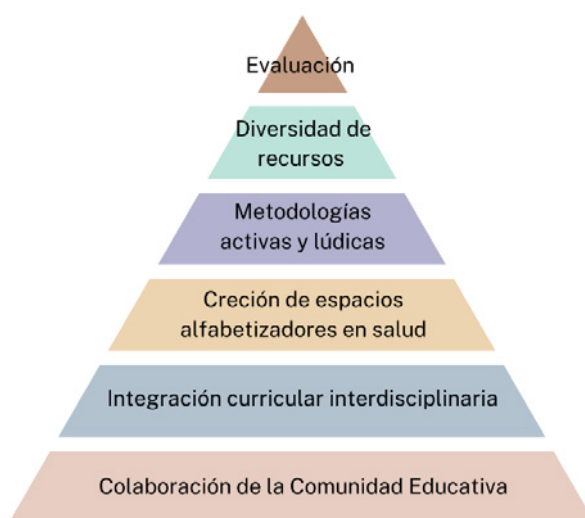 Evaluación
Diversidad de
recursos
Metodologías
activas y lúdicas
Creción de espacios
alfabetizadores en salud
Integración curricular interdisciplinaria
Colaboración de la Comunidad Educativa